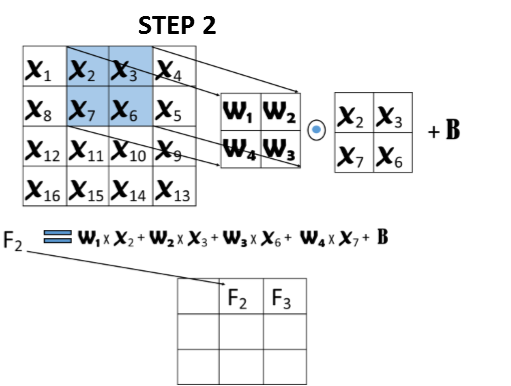 STEP 2
X₁ X₂ X₃ X₄
X₈ X₇ X₆ X₅
X₁₂ X₁₁ X₁₀ X₉
X₁₆ X₁₅ X₁₄ X₁₃
W₁ W₂
W₄ W₃
X₂ X₃
X₇ X₆
+ B
F₂ = W₁ x X₂ + W₂ x X₃ + W₃ x X₆ + W₄ x X₇ + B
F₂ F₃